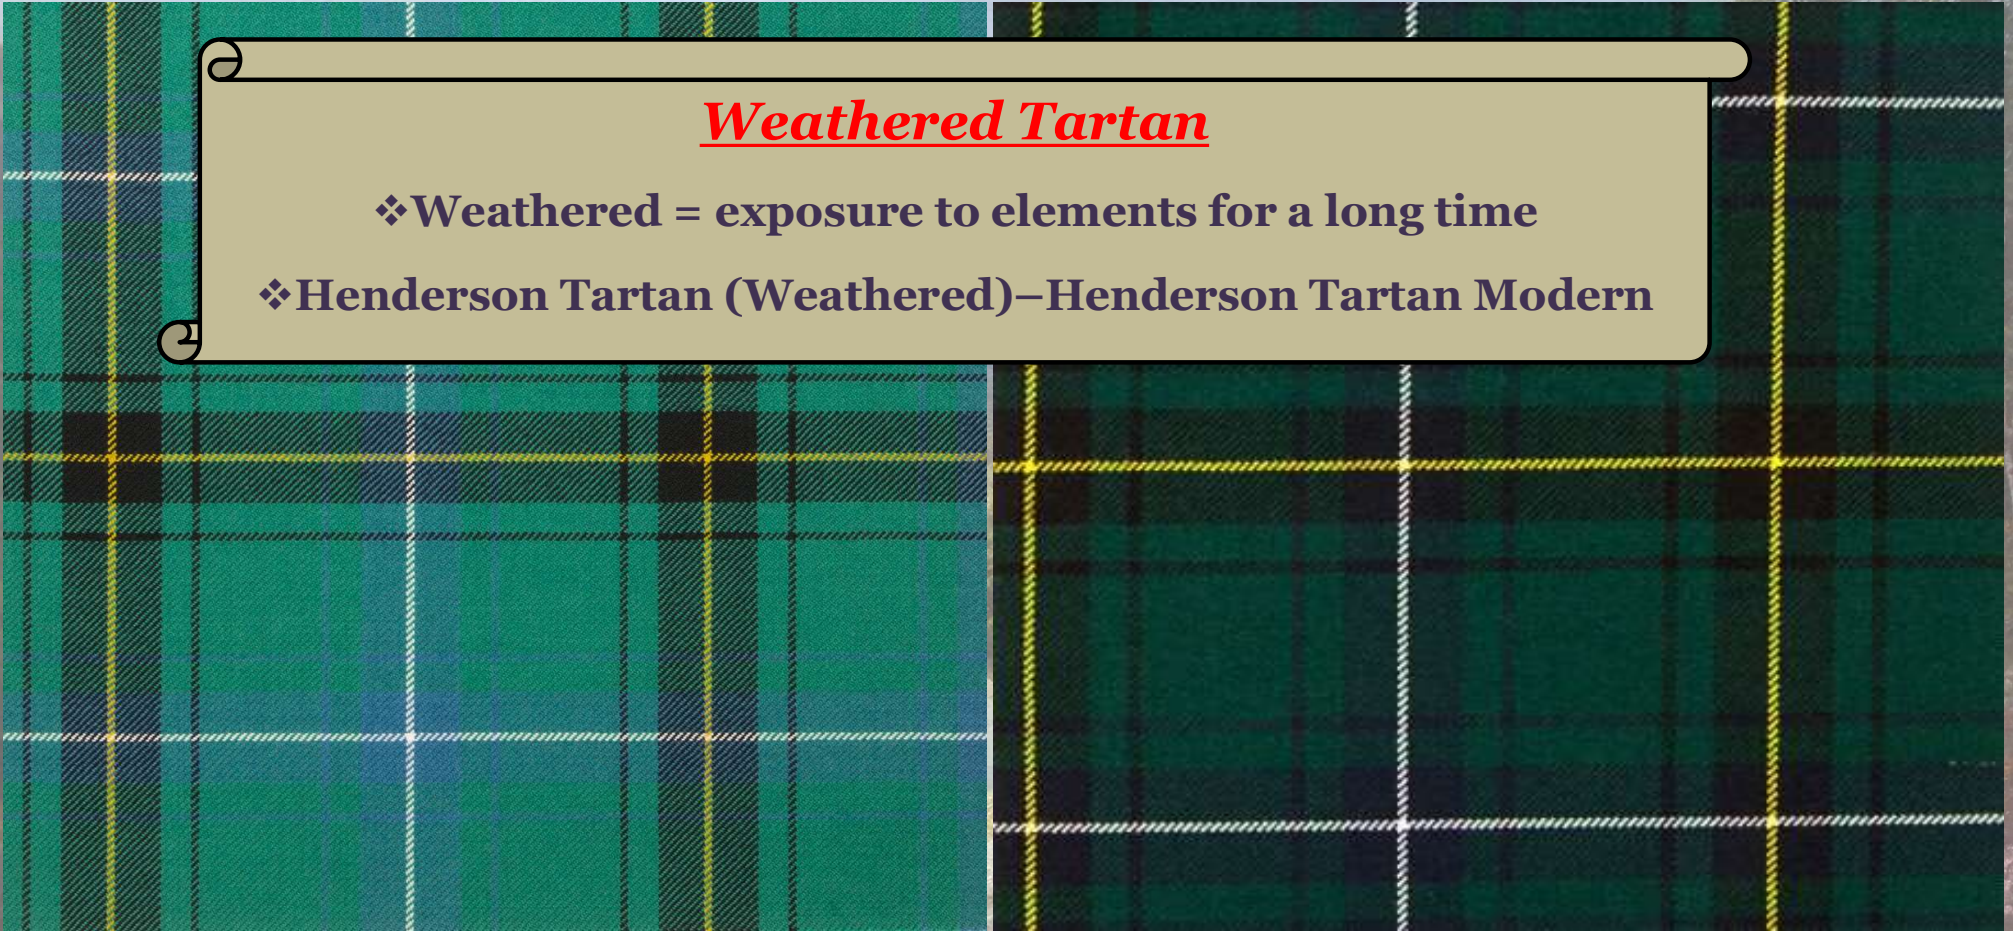 Weathered Tartan
❖Weathered = exposure to elements for a long time
❖Henderson Tartan (Weathered)–Henderson Tartan Modern